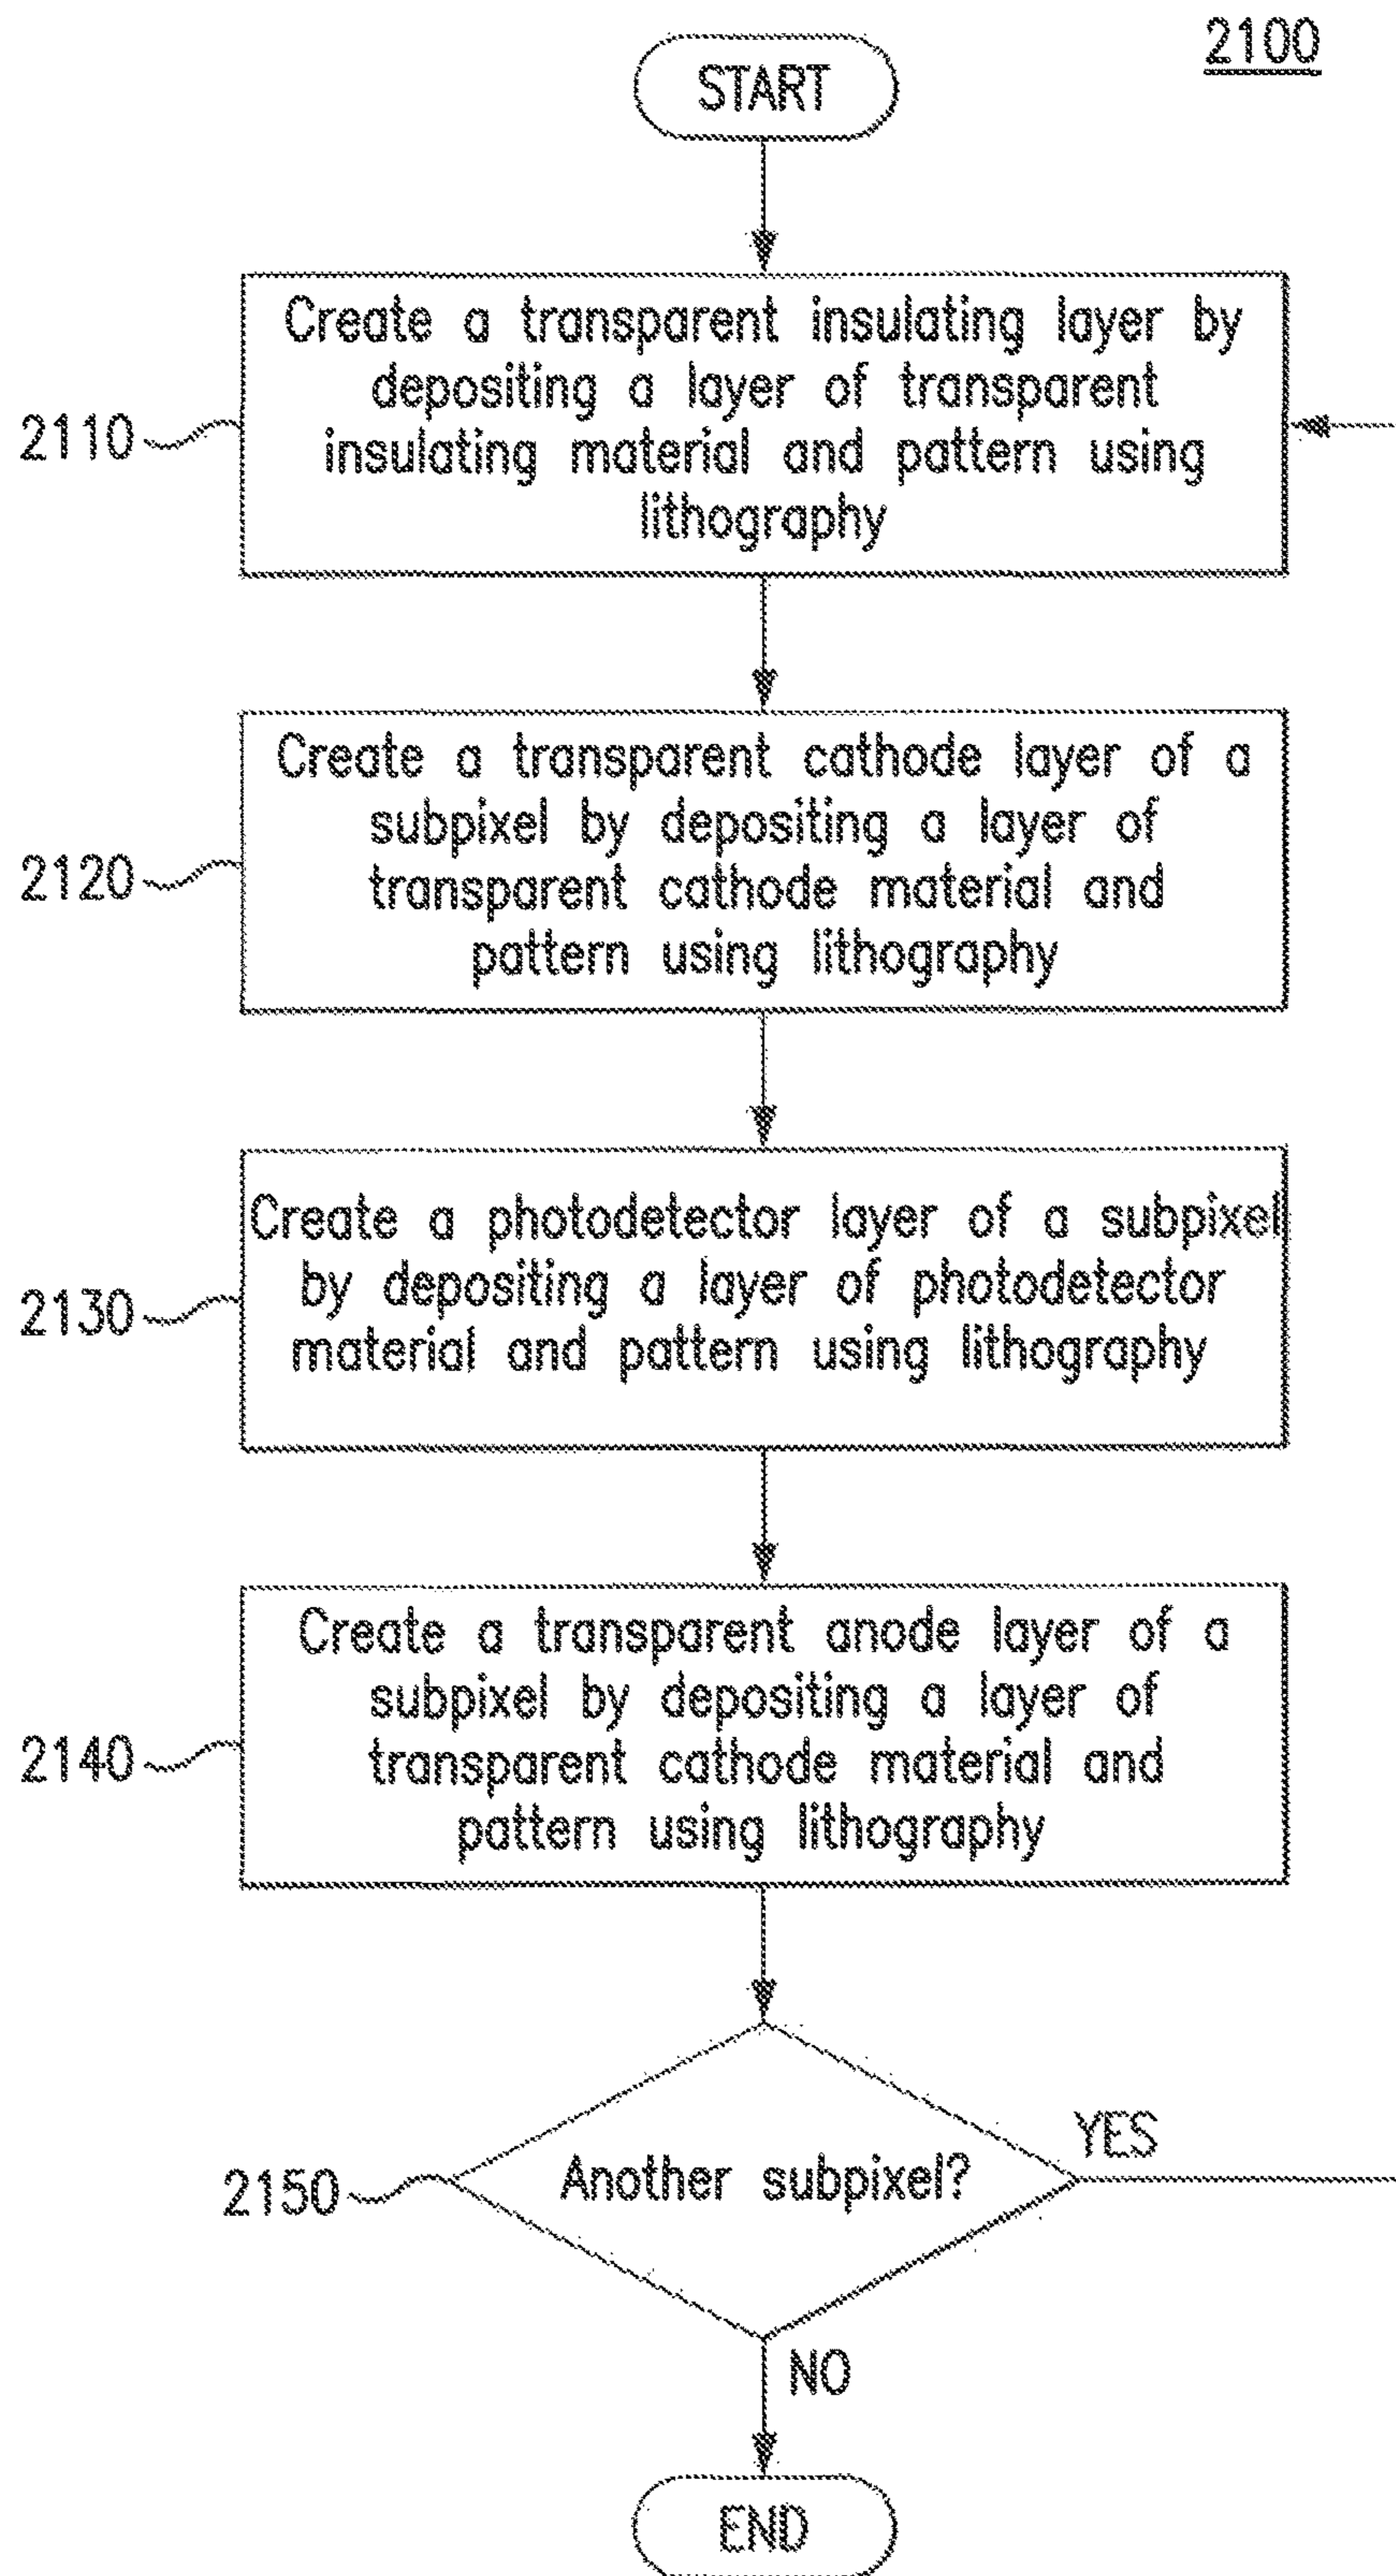 2100
START
Create a transparent insulating layer by
depositing a layer of transparent
insulating material and pattern using
lithography
2110
Create a transparent cathode layer of a
subpixel by depositing a layer of
transparent cathode material and
pattern using lithography
2120
Create a photodetector layer of a subpixel
by depositing a layer of photodetector
material and pattern using lithography
2130
Create a transparent anode layer of a
subpixel by depositing a layer of
transparent cathode material and
pattern using lithography
2140
Another subpixel?
YES
2150
NO
END